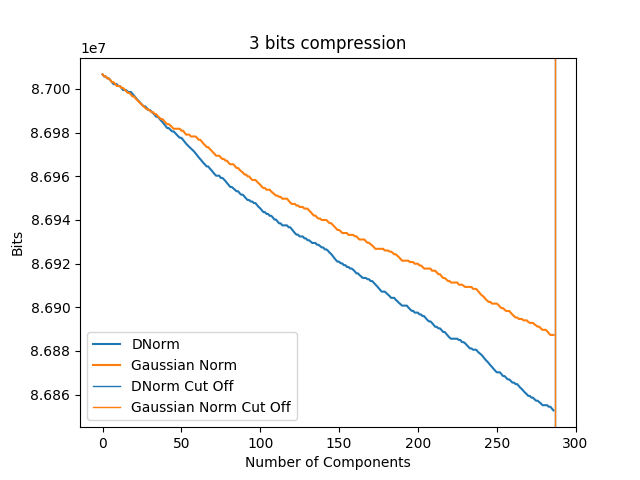 3 bits compression
1e7
8.700
8.698
8.696
8.694
8.692
8.690
8.688
8.686
Bits
DNorm
Gaussian Norm
DNorm Cut Off
Gaussian Norm Cut Off
0 50 100 150 200 250 300
Number of Components